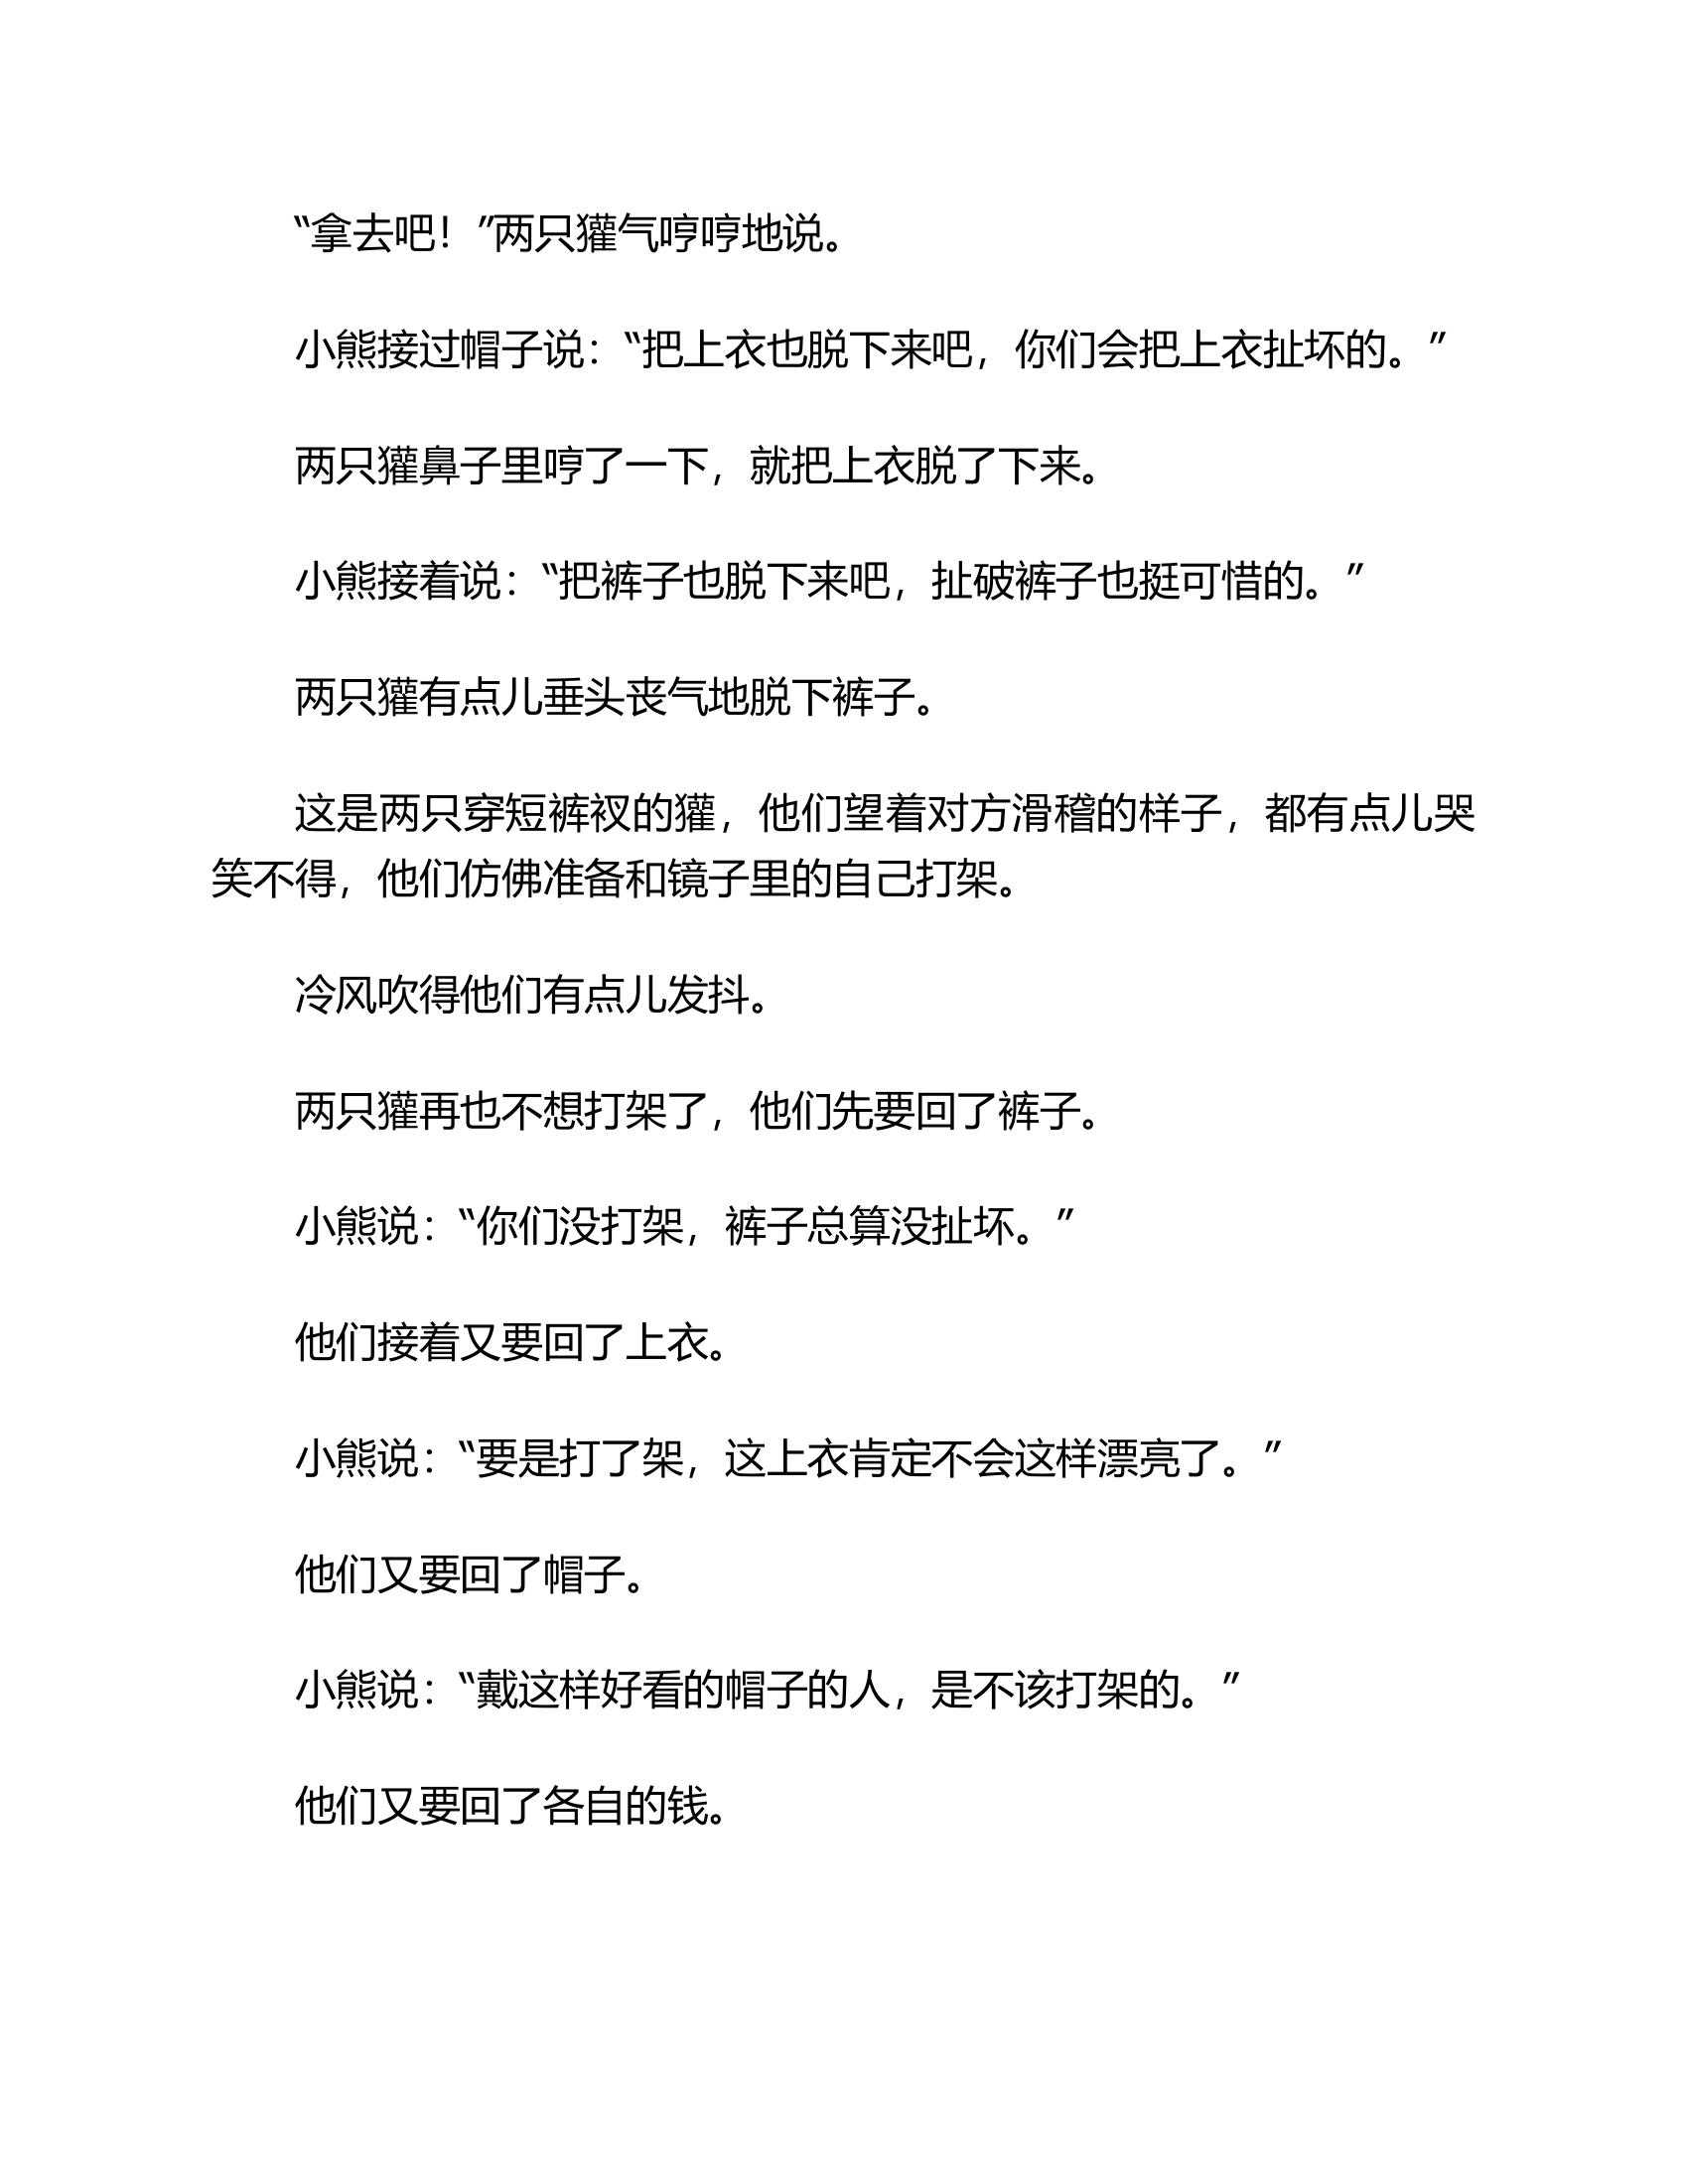 “拿去吧！”两只獾气哼哼地说。
小熊接过帽子说：“把上衣也脱下来吧，你们会把上衣扯坏的。”
两只獾鼻子里哼了一下，就把上衣脱了下来。
小熊接着说：“把裤子也脱下来吧，扯破裤子也挺可惜的。”
两只獾有点儿垂头丧气地脱下裤子。
这是两只穿短裤衩的獾，他们望着对方滑稽的样子，都有点儿哭
笑不得，他们仿佛准备和镜子里的自己打架。
冷风吹得他们有点儿发抖。
两只獾再也不想打架了，他们先要回了裤子。
小熊说：“你们没打架，裤子总算没扯坏。”
他们接着又要回了上衣。
小熊说：“要是打了架，这上衣肯定不会这样漂亮了。”
他们又要回了帽子。
小熊说：“戴这样好看的帽子的人，是不该打架的。”
他们又要回了各自的钱。